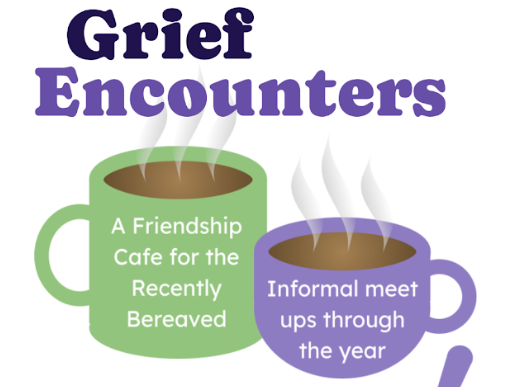 Grief
Encounters
A Friendship
Cafe for the
Recently
Bereaved
Informal meet
ups through
the year